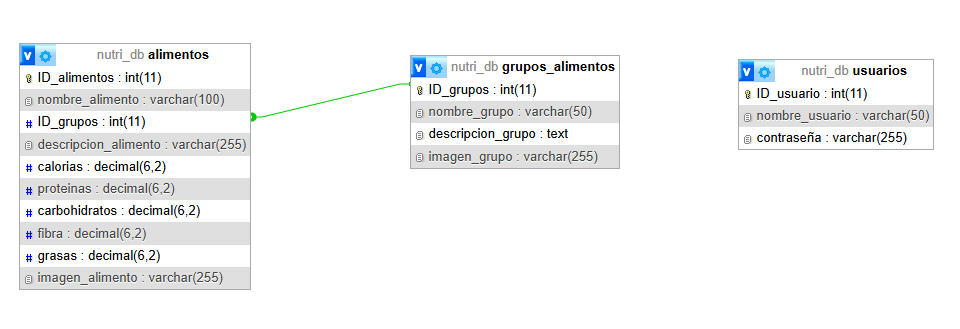 nutri_db alimentos
ID_alimentos : int(11)
nombre_alimento : varchar(100)
# ID_grupos : int(11)
descripcion_alimento : varchar(255)
# calorias : decimal(6,2)
# proteinas : decimal(6,2)
# carbohidratos : decimal(6,2)
# fibra : decimal(6,2)
# grasas : decimal(6,2)
imagen_alimento : varchar(255)
v nutri_db grupos_alimentos
ID_grupos : int(11)
nombre_grupo : varchar(50)
descripcion_grupo : text
imagen_grupo : varchar(255)
v nutri_db usuarios
ID_usuario : int(11)
nombre_usuario : varchar(50)
contraseña : varchar(255)